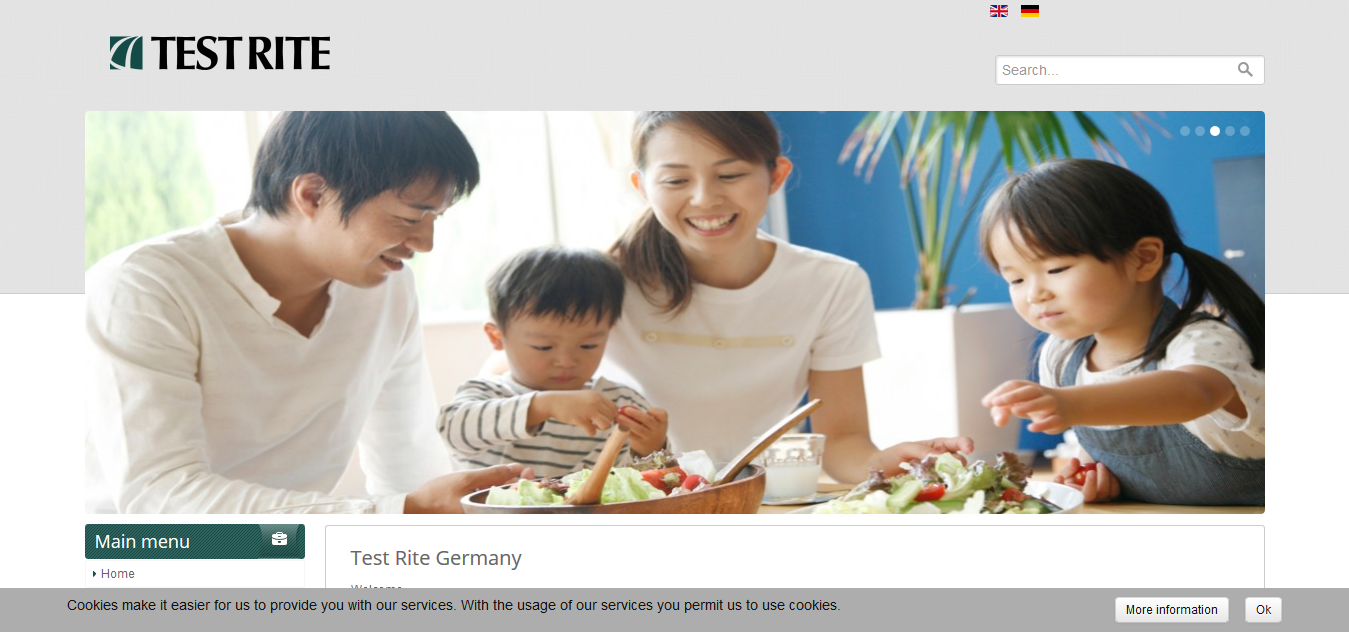 TEST RITE
Search...
Main menu
Home
Test Rite Germany
Welcome
Cookies make it easier for us to provide you with our services. With the usage of our services you permit us to use cookies.
More information
Ok